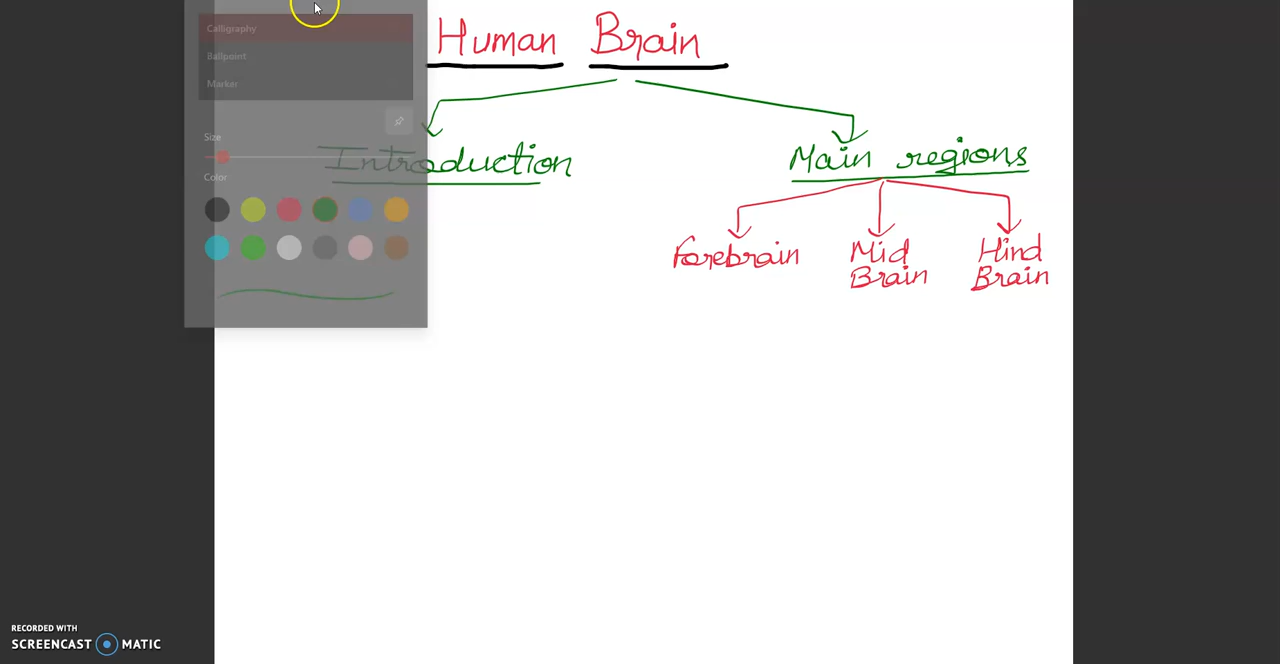 Calligraphy
Ballpoint
Marker
Size
Color
Human Brain
Introduction
Main regions
Forebrain
Mid
Brain
Hind
Brain
RECORDED WITH
SCREENCAST MATIC